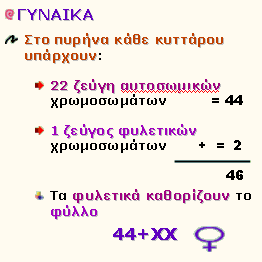 ΓΥΝΑΙΚΑ
Στο πυρήνα κάθε κυττάρου
υπάρχουν:
22 ζεύγη αυτοσωμικών
χρωμοσωμάτων = 44
1 ζεύγος φυλετικών
χρωμοσωμάτων + = 2
46
Τα φυλετικά καθορίζουν το
φύλλο
44+XX